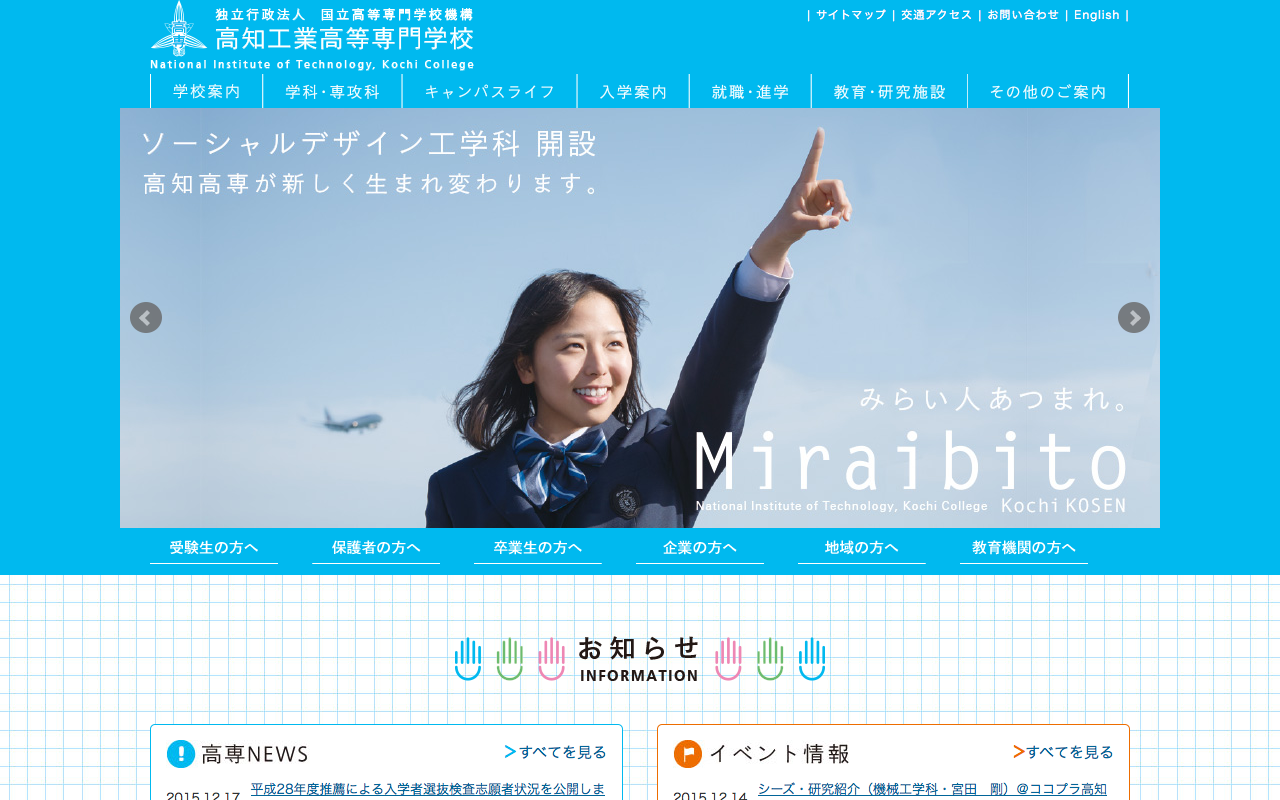 独立行政法人 国立高等専門学校機構
高知工業高等専門学校
National Institute of Technology, Kochi College
| サイトマップ | 交通アクセス | お問い合わせ | English |
学校案内 学科・専攻科 キャンパスライフ 入学案内 就職・進学 教育・研究施設 その他のご案内
ソーシャルデザイン工学科 開設
高知高専が新しく生まれ変わります。
みらい人あつまれ。
Miraibito
National Institute of Technology, Kochi College Kochi KOSEN
受験生の方へ 保護者の方へ 卒業生の方へ 企業の方へ 地域の方へ 教育機関の方へ
お知らせ
INFORMATION
高専NEWS すべてを見る
2015.12.17 平成28年度推薦による入学者選抜検査志願者状況を公開しま
イベント情報 すべてを見る
2015.12.14 シーズ・研究紹介（機械工学科・宮田 剛）＠ココプラ高知